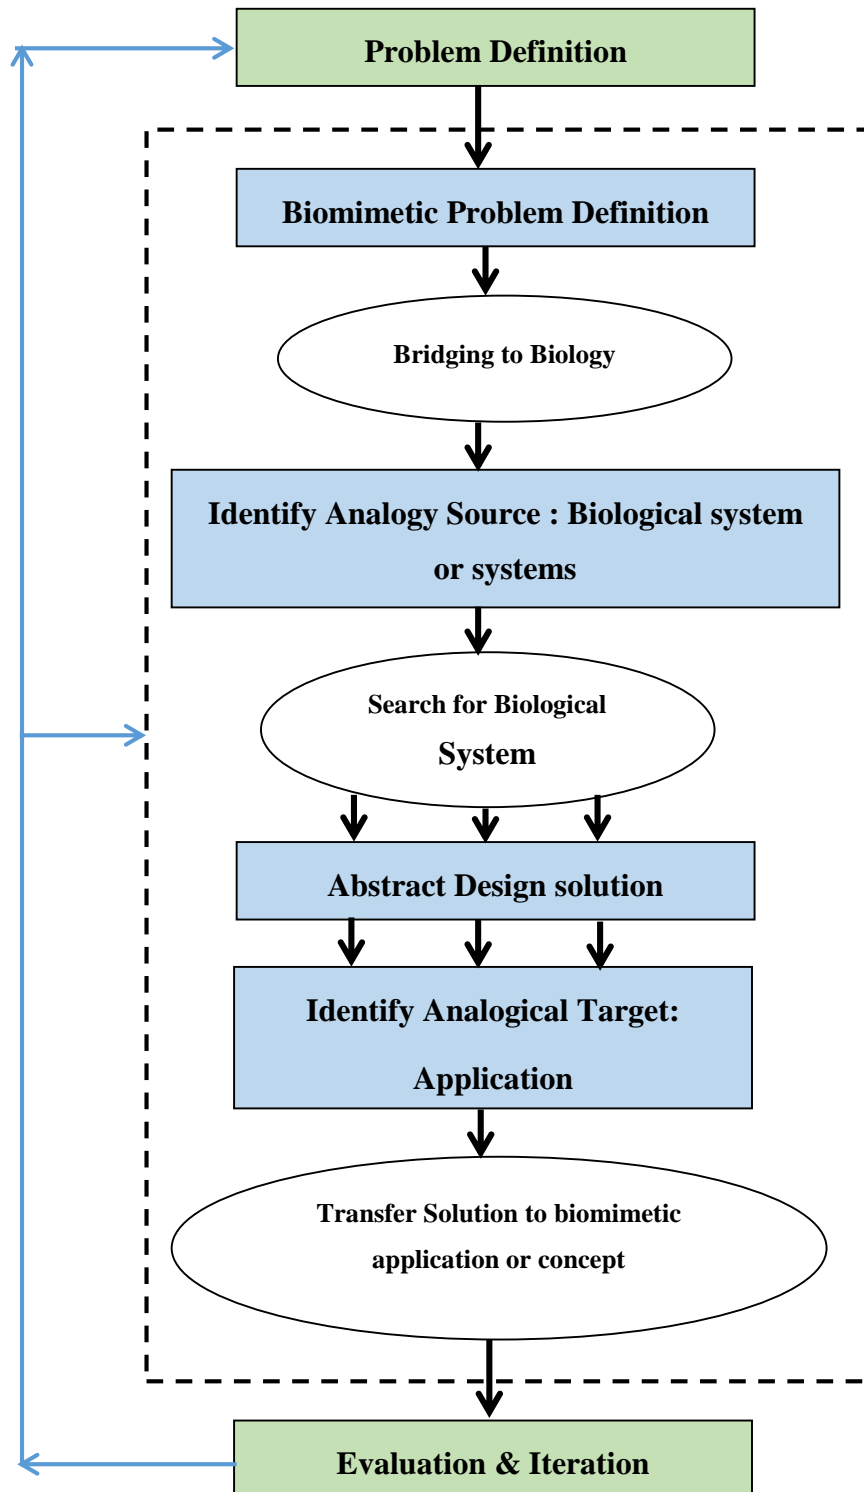 Problem Definition
Biomimetic Problem Definition
Bridging to Biology
Identify Analogy Source : Biological system
or systems
Search for Biological
System
Abstract Design solution
Identify Analogical Target:
Application
Transfer Solution to biomimetic
application or concept
Evaluation & Iteration